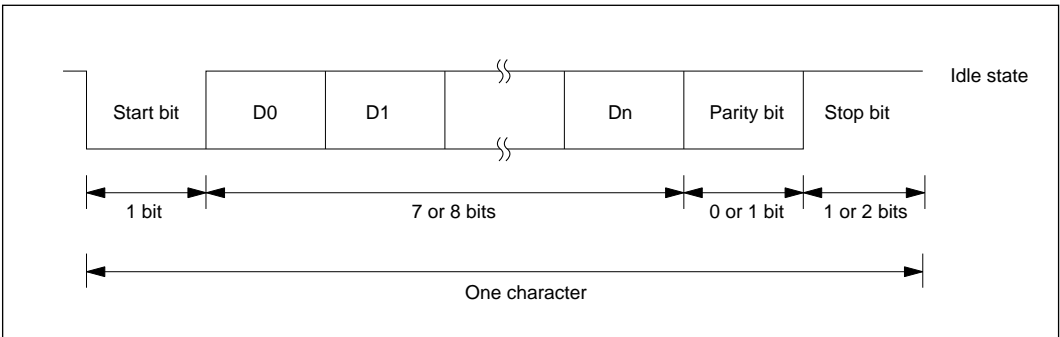 Idle state
Start bit D0 D1 Dn Parity bit Stop bit
1 bit 7 or 8 bits 0 or 1 bit 1 or 2 bits
One character